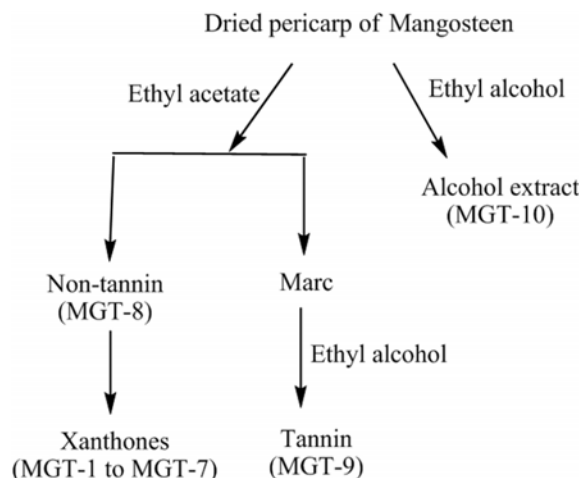 Dried pericarp of Mangosteen
Ethyl acetate
Ethyl alcohol
Alcohol extract
(MGT-10)
Non-tannin
(MGT-8)
Marc
Ethyl alcohol
Xanthones
(MGT-1 to MGT-7)
Tannin
(MGT-9)